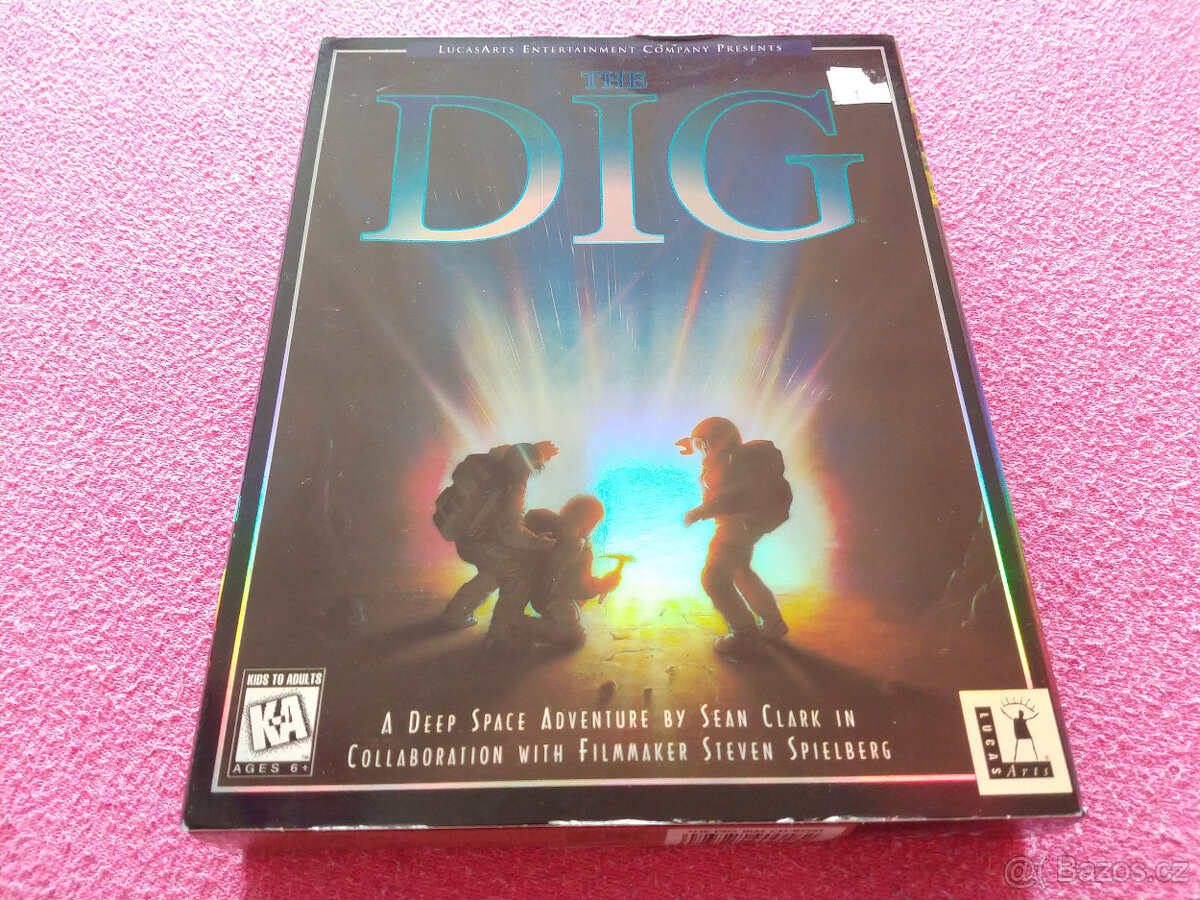 LucasArts Entertainment Company Presents
THE
DIG™
KIDS TO ADULTS
K-A
AGES 6+
A Deep Space Adventure by Sean Clark in
Collaboration with Filmmaker Steven Spielberg
LUCAS
Arts
@( Bazos.cz